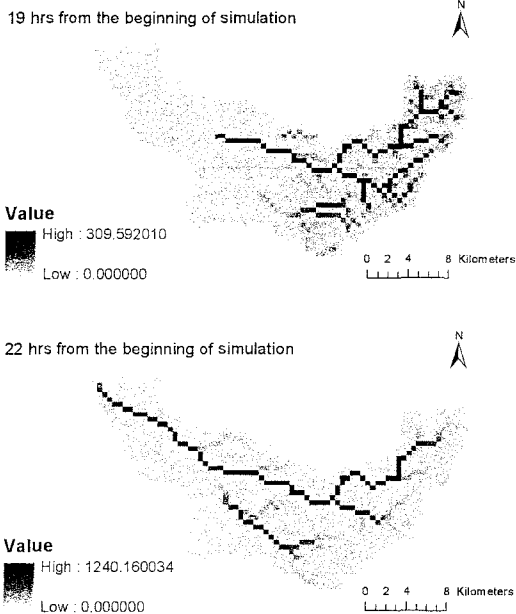 19 hrs from the beginning of simulation
N
Value
High : 309.592010
Low : 0.000000
0 2 4 8 Kilometers
22 hrs from the beginning of simulation
N
Value
High : 1240.160034
Low : 0.000000
0 2 4 8 Kilometers